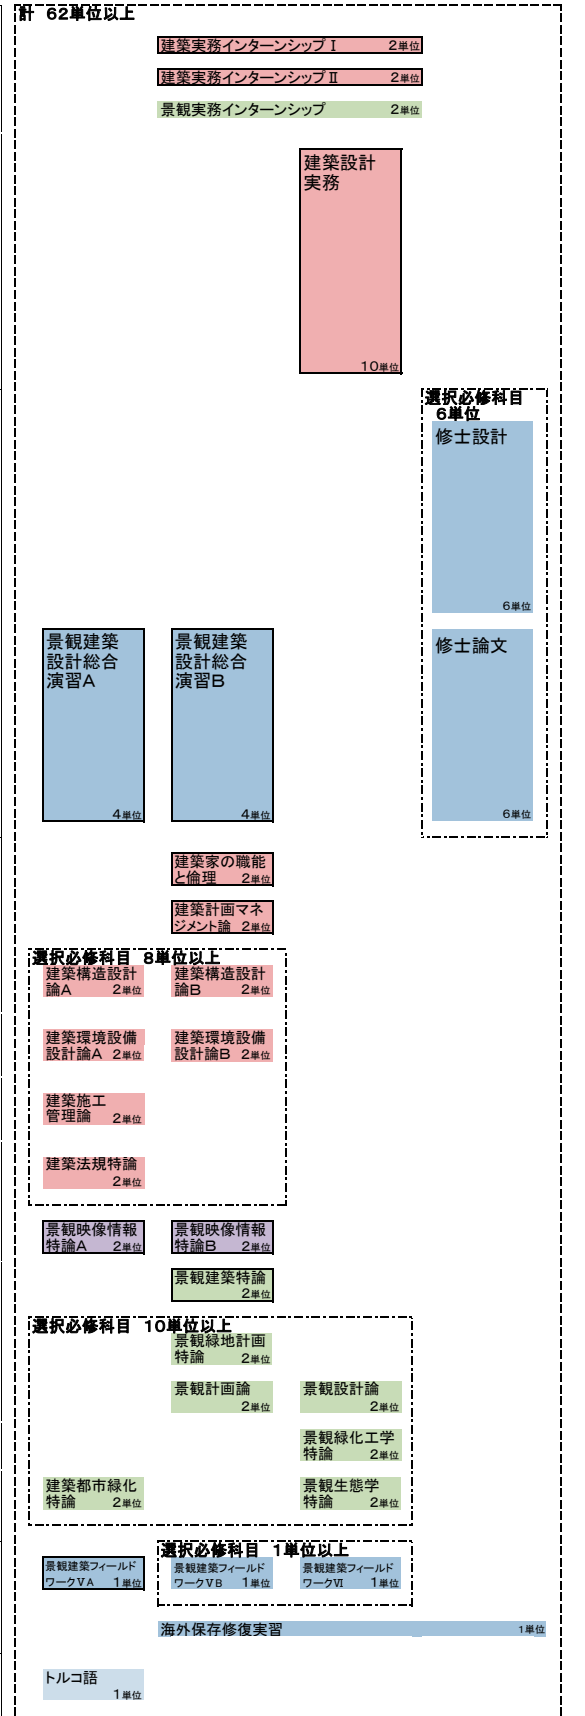 計 62単位以上
建築実務インターンシップⅠ 2単位
建築実務インターンシップⅡ 2単位
景観実務インターンシップ 2単位
建築設計
実務
10単位
選択必修科目
6単位
修士設計
6単位
景観建築
設計総合
演習A
4単位
景観建築
設計総合
演習B
4単位
修士論文
6単位
建築家の職能
と倫理 2単位
建築計画マネ
ジメント論 2単位
選択必修科目 8単位以上
建築構造設計
論A 2単位
建築構造設計
論B 2単位
建築環境設備
設計論A 2単位
建築環境設備
設計論B 2単位
建築施工
管理論 2単位
建築法規特論
2単位
景観映像情報
特論A 2単位
景観映像情報
特論B 2単位
景観建築特論
2単位
選択必修科目 10単位以上
景観緑地計画
特論 2単位
景観計画論
2単位
景観設計論
2単位
景観緑化工学
特論 2単位
建築都市緑化
特論 2単位
景観生態学
特論 2単位
選択必修科目 1単位以上
景観建築フィールド
ワークⅤA 1単位
景観建築フィールド
ワークⅤB 1単位
景観建築フィールド
ワークⅥ 1単位
海外保存修復実習 1単位
トルコ語
1単位